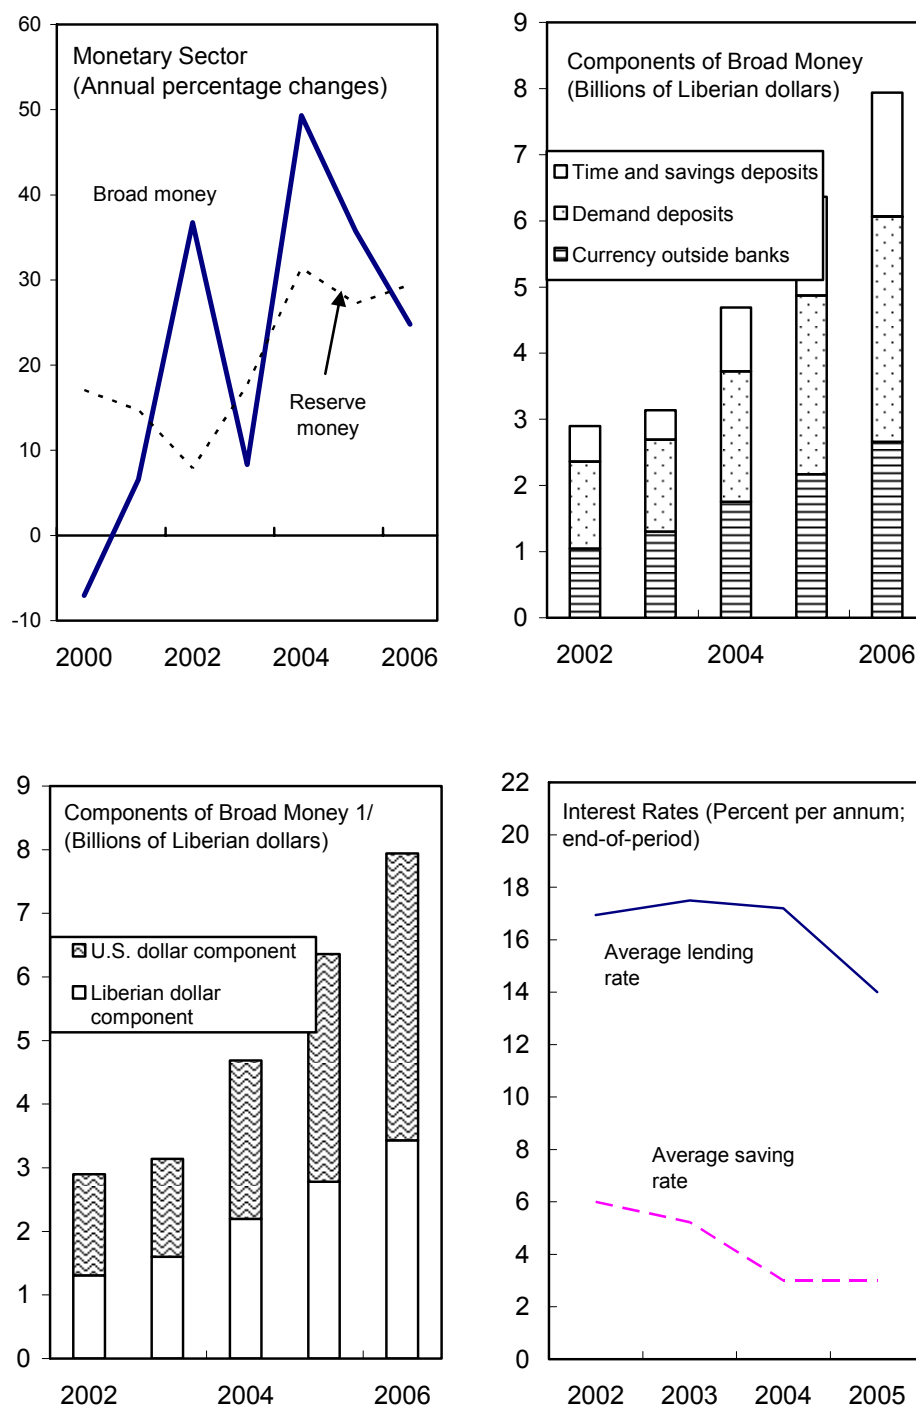 Monetary Sector
(Annual percentage changes)
60
50
40
30
20
10
0
-10
Broad money
Reserve
money
2000 2002 2004 2006
Components of Broad Money
(Billions of Liberian dollars)
9
8
7
6
5
4
3
2
1
0
Time and savings deposits
Demand deposits
Currency outside banks
2002 2004 2006
Components of Broad Money 1/
(Billions of Liberian dollars)
9
8
7
6
5
4
3
2
1
0
U.S. dollar component
Liberian dollar
component
2002 2004 2006
Interest Rates (Percent per annum;
end-of-period)
22
20
18
16
14
12
10
8
6
4
2
0
Average lending
rate
Average saving
rate
2002 2003 2004 2005